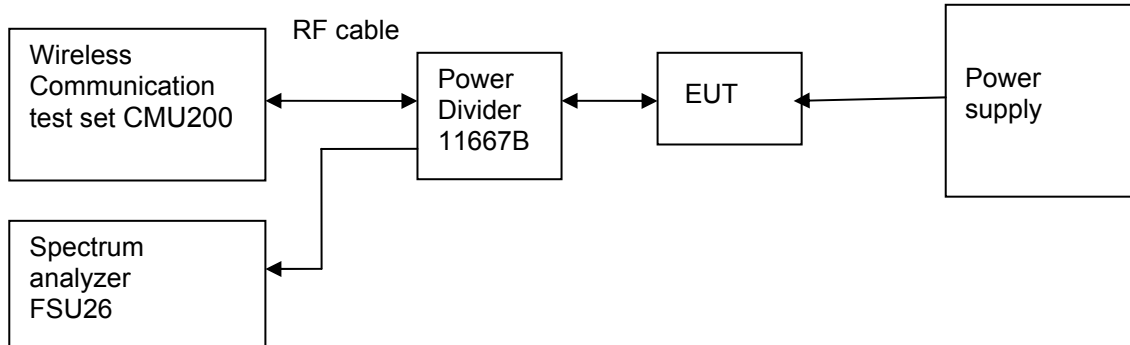 RF cable
Wireless
Communication
test set CMU200
Power
Divider
11667B
EUT
Power
supply
Spectrum
analyzer
FSU26